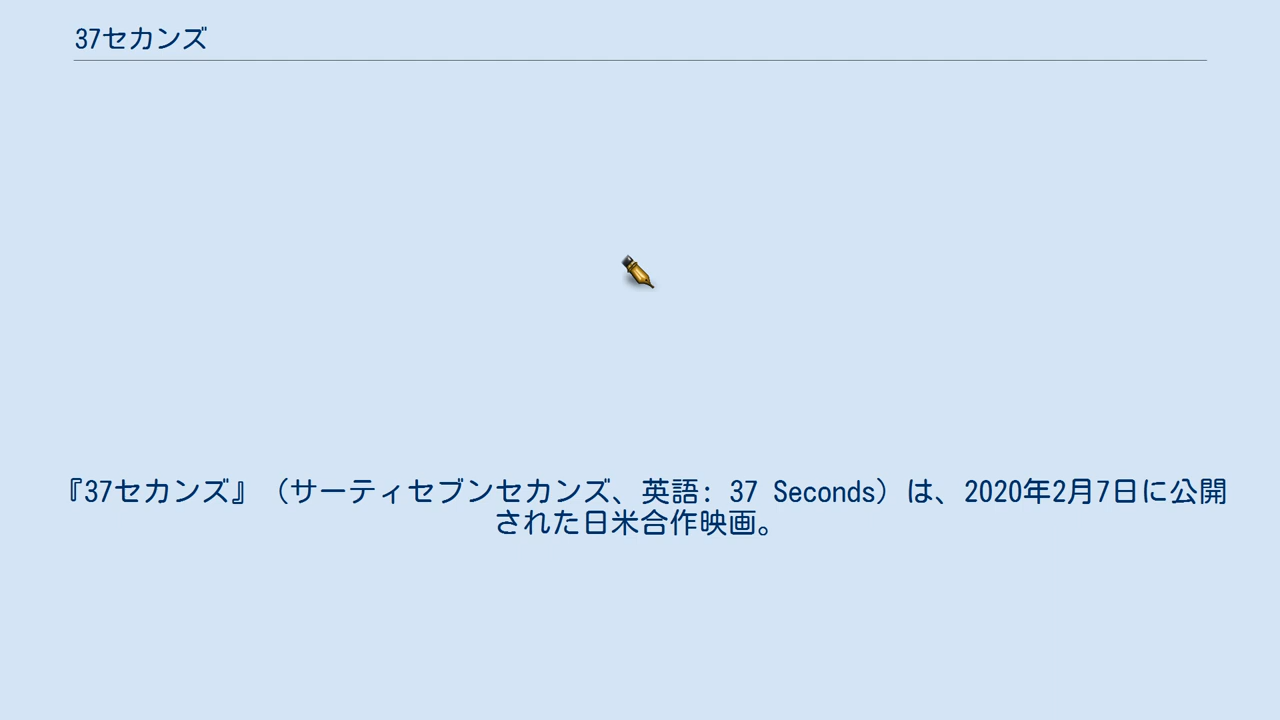 37セカンズ
『37セカンズ』（サーティセブンセカンズ、英語: 37 Seconds）は、2020年2月7日に公開
された日米合作映画。